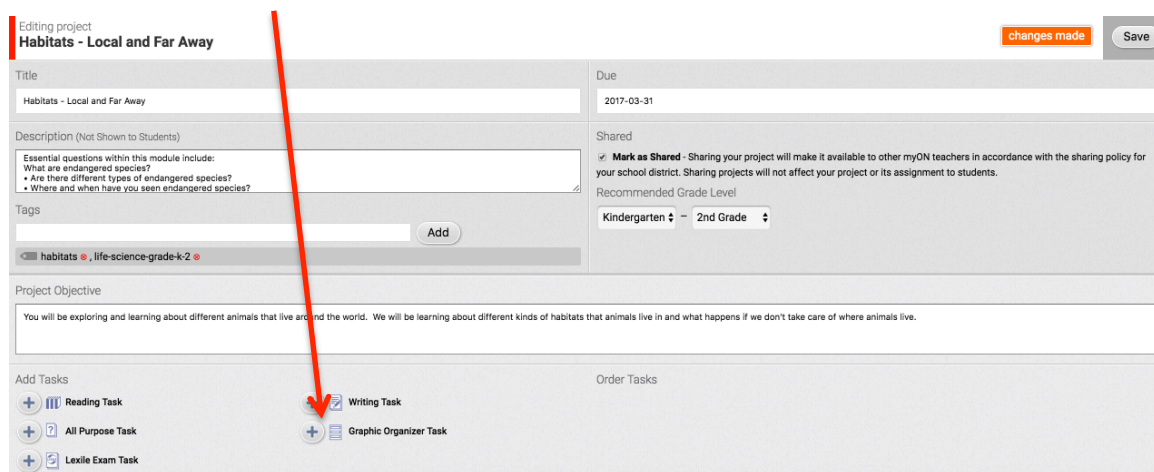 Editing project
Habitats - Local and Far Away
changes made
Save
Title
Habitats - Local and Far Away
Due
2017-03-31
Description (Not Shown to Students)
Essential questions within this module include:
What are endangered species?
• Are there different types of endangered species?
• Where and when have you seen endangered species?
Shared
Mark as Shared - Sharing your project will make it available to other myON teachers in accordance with the sharing policy for
your school district. Sharing projects will not affect your project or its assignment to students.
Recommended Grade Level
Kindergarten – 2nd Grade
Tags
Add
habitats , life-science-grade-k-2
Project Objective
You will be exploring and learning about different animals that live around the world. We will be learning about different kinds of habitats that animals live in and what happens if we don't take care of where animals live.
Add Tasks
Reading Task
Writing Task
All Purpose Task
Graphic Organizer Task
Lexile Exam Task
Order Tasks